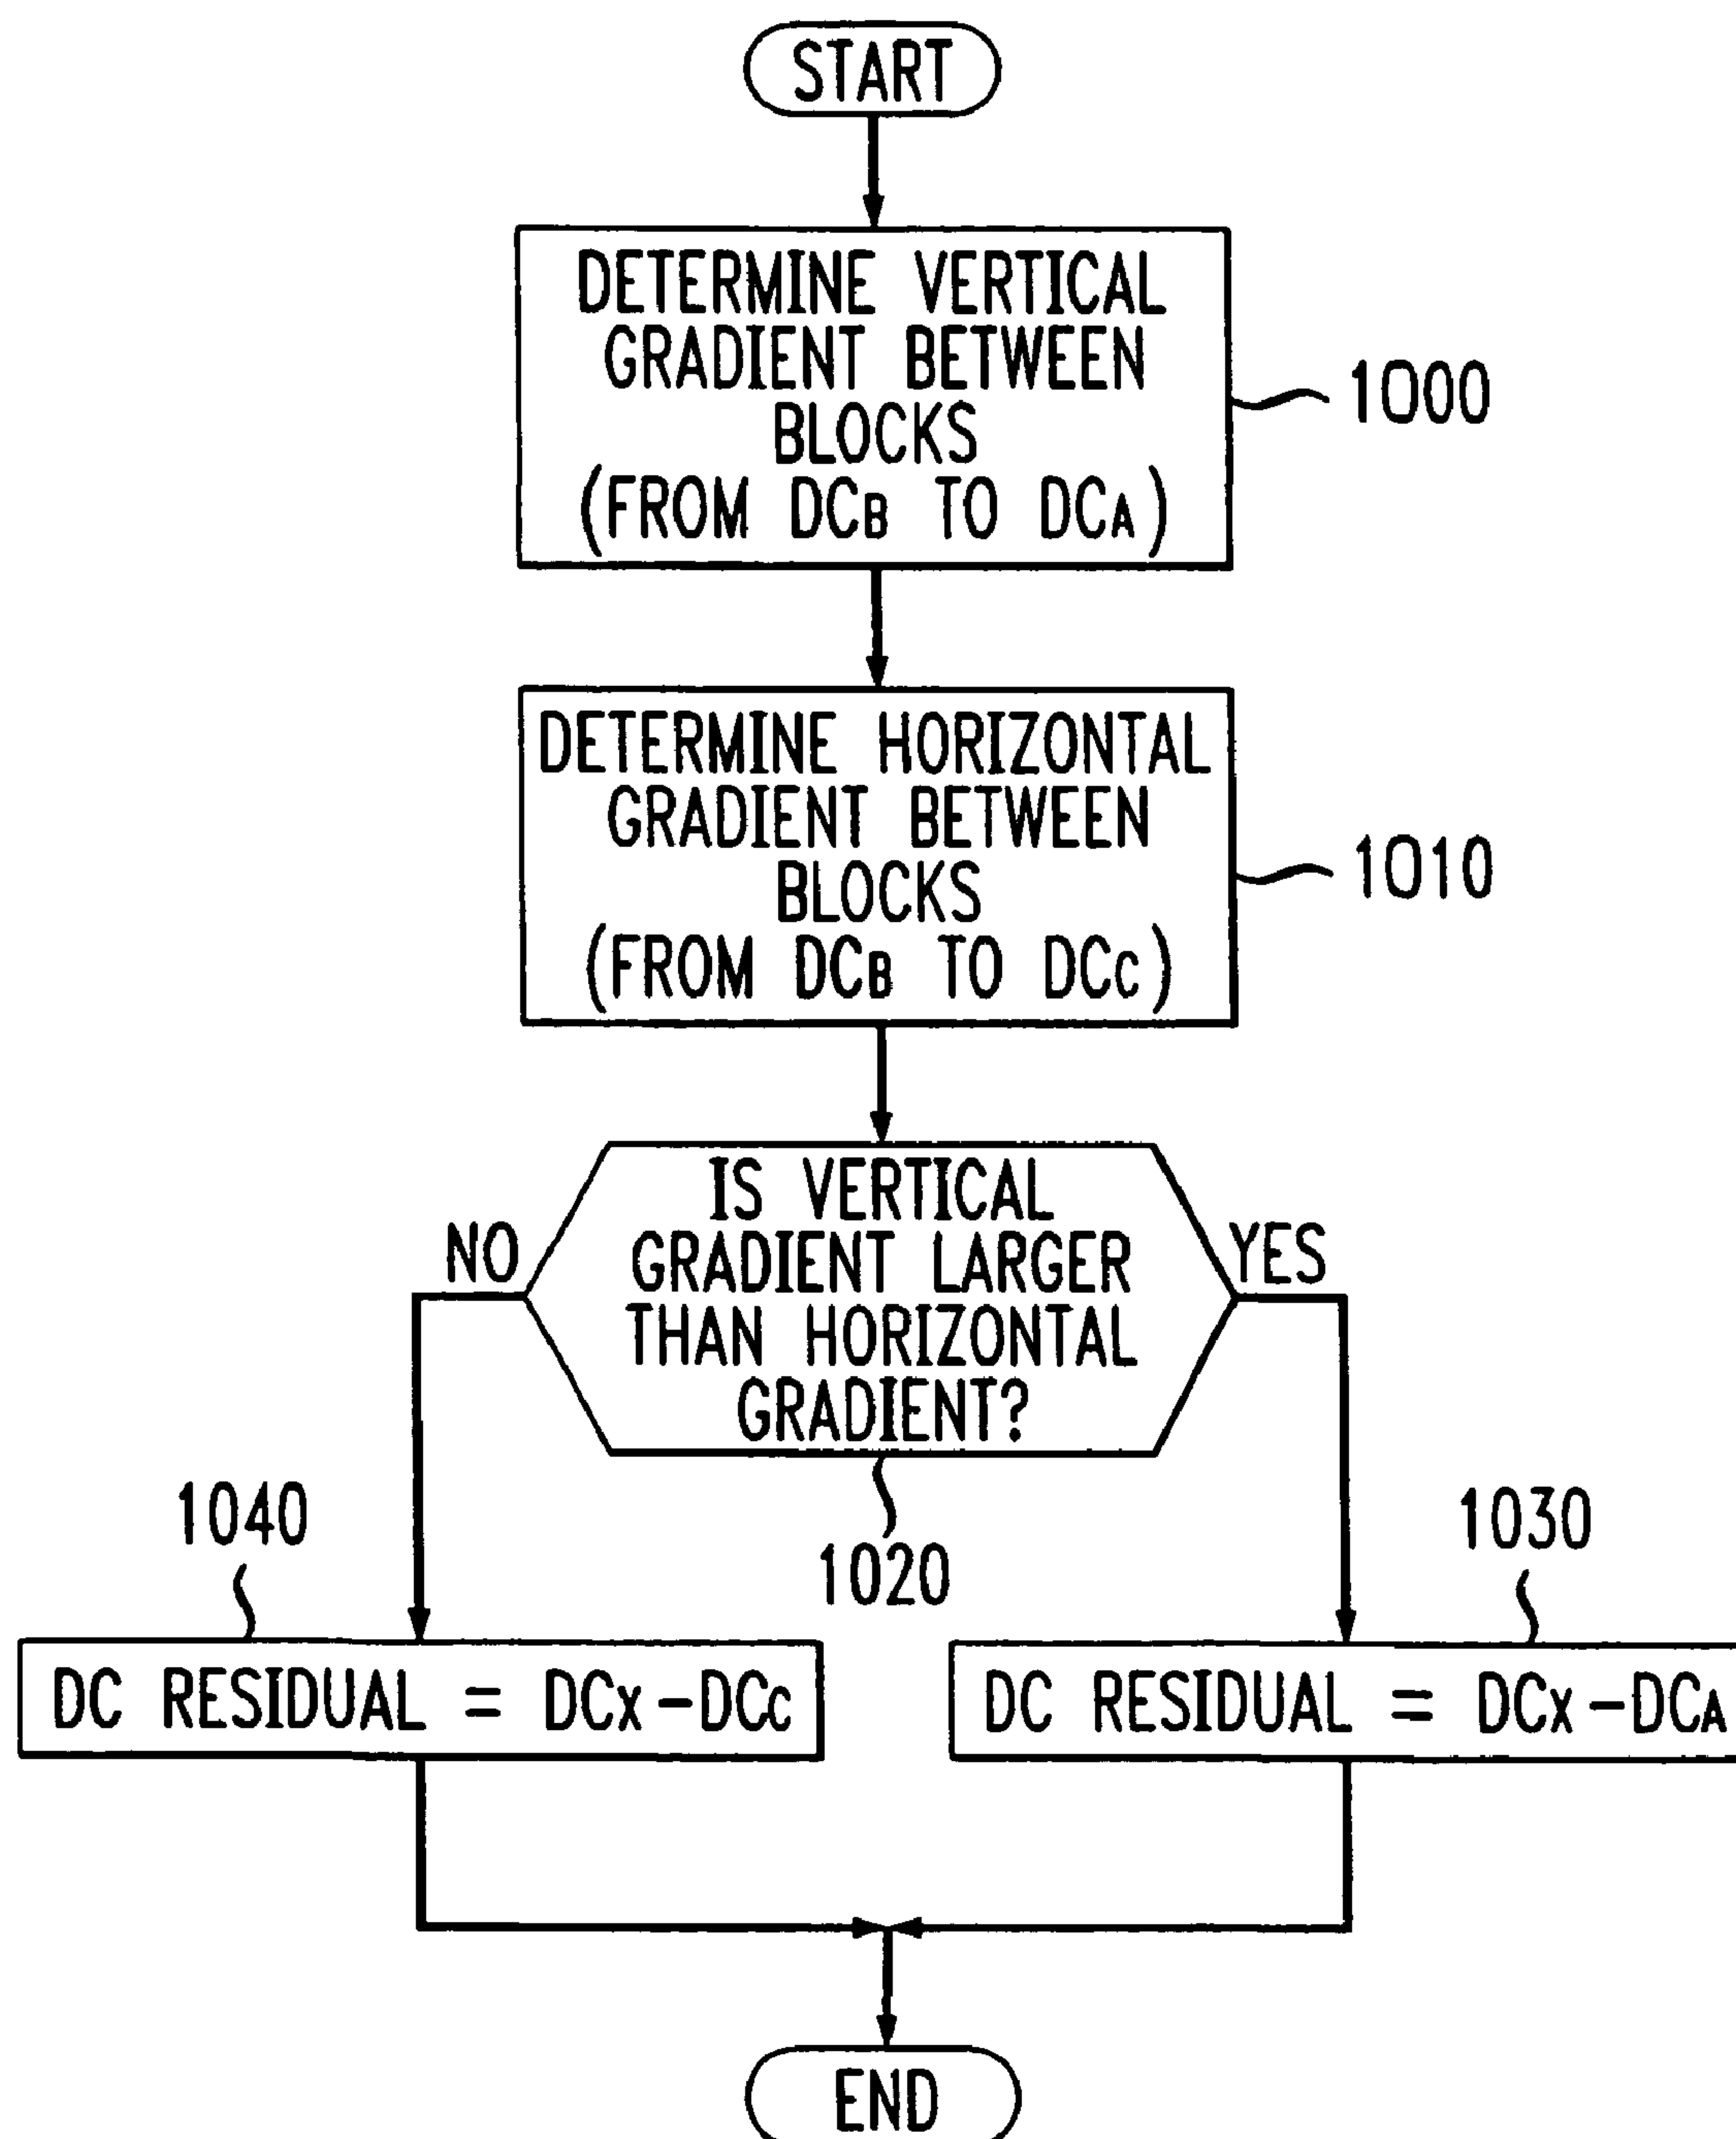 START
DETERMINE VERTICAL
GRADIENT BETWEEN
BLOCKS
(FROM DCB TO DCA)
1000
DETERMINE HORIZONTAL
GRADIENT BETWEEN
BLOCKS
(FROM DCB TO DCC)
1010
IS VERTICAL
GRADIENT LARGER
THAN HORIZONTAL
GRADIENT?
NO
YES
1020
1040
1030
DC RESIDUAL = DCX-DCC
DC RESIDUAL = DCX-DCA
END